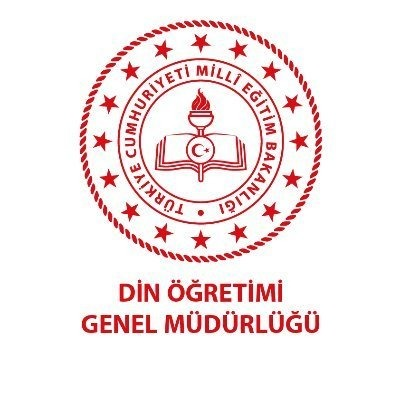 TÜRKİYE CUMHURİYETİ MİLLÎ EĞİTİM BAKANLIĞI
DİN ÖĞRETİMİ
GENEL MÜDÜRLÜĞÜ